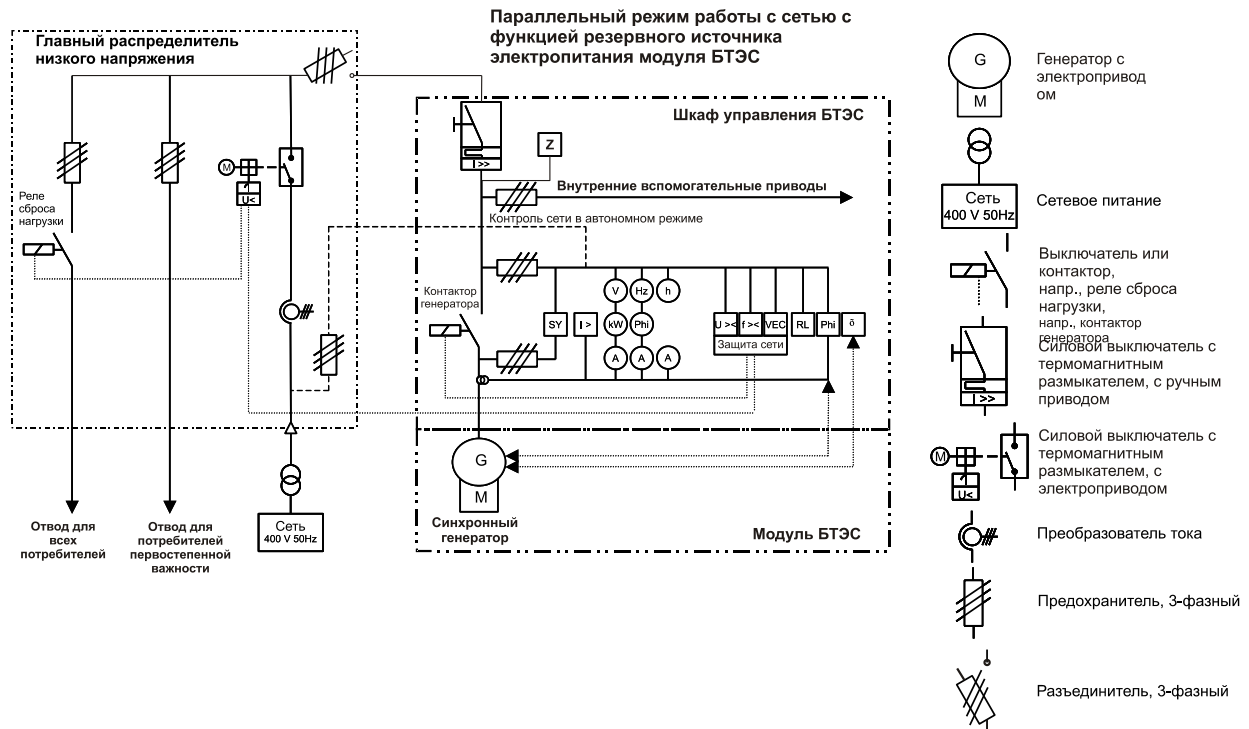 Параллельный режим работы с сетью с
функцией резервного источника
электропитания модуля БТЭС
Главный распределитель
низкого напряжения
Шкаф управления БТЭС
I >>
Z
Внутренние вспомогательные приводы
Контроль сети в автономном режиме
M
U<
Реле
сброса
нагрузки
Контактор
генератора
V
Hz
h
SY
I >
kW
Phi
U ><
f ><
VEC
RL
Phi
ð
Защита сети
A
A
A
G
M
Синхронный
генератор
Модуль БТЭС
Отвод для
всех
потребителей
Отвод для
потребителей
первостепенной
важности
Сеть
400 V 50Hz
G
M
Генератор с
электропривод
ом
Сеть
400 V 50Hz
Сетевое питание
Выключатель или
контактор,
напр., реле сброса
нагрузки,
напр., контактор
генератора
I >>
Силовой выключатель с
термомагнитным
размыкателем, с ручным
приводом
M
U<
Силовой выключатель с
термомагнитным
размыкателем, с
электроприводом
Преобразователь тока
Предохранитель, 3-фазный
Разъединитель, 3-фазный